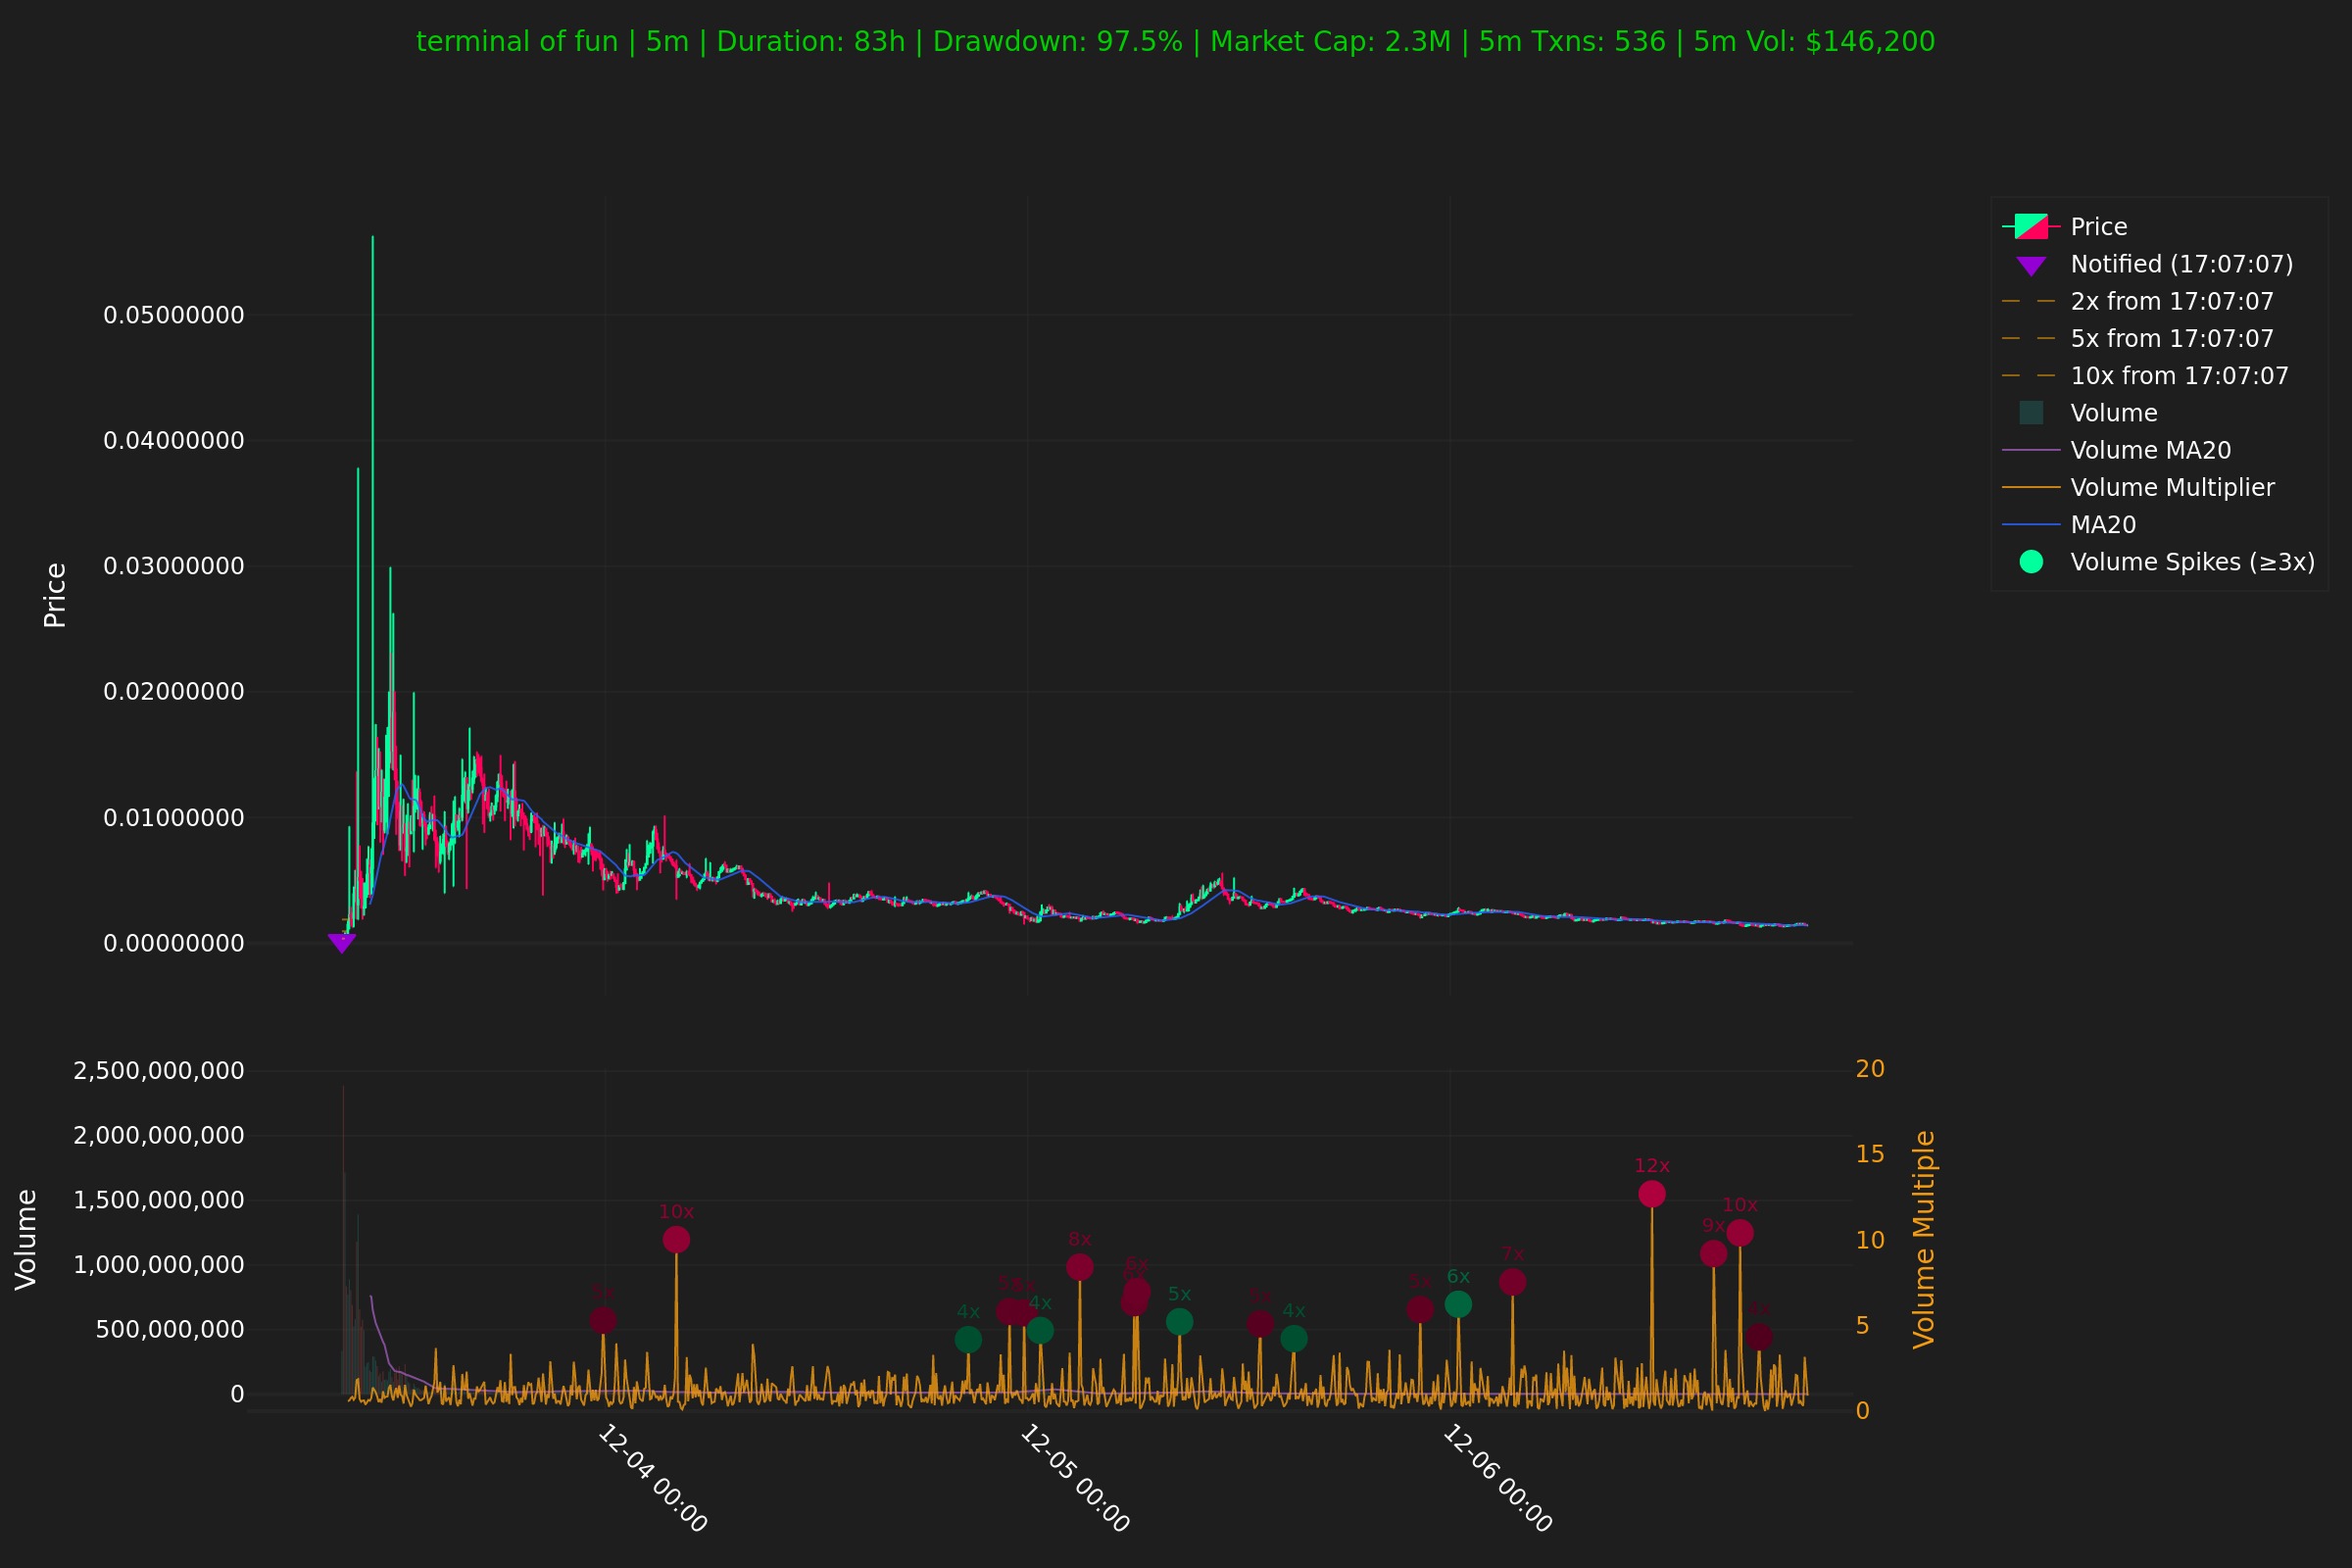 terminal of fun | 5m | Duration: 83h | Drawdown: 97.5% | Market Cap: 2.3M | 5m Txns: 536 | 5m Vol: $146,200
Price
0.05000000
0.04000000
0.03000000
0.02000000
0.01000000
0.00000000
Price
Notified (17:07:07)
2x from 17:07:07
5x from 17:07:07
10x from 17:07:07
Volume
Volume MA20
Volume Multiplier
MA20
Volume Spikes (≥3x)
Volume
2,500,000,000
2,000,000,000
1,500,000,000
1,000,000,000
500,000,000
0
5x
10x
4x
5x
4x
8x
6x
5x
5x
4x
5x
6x
7x
12x
9x
10x
4x
20
15
10
5
0
Volume Multiple
12-04 00:00
12-05 00:00
12-06 00:00